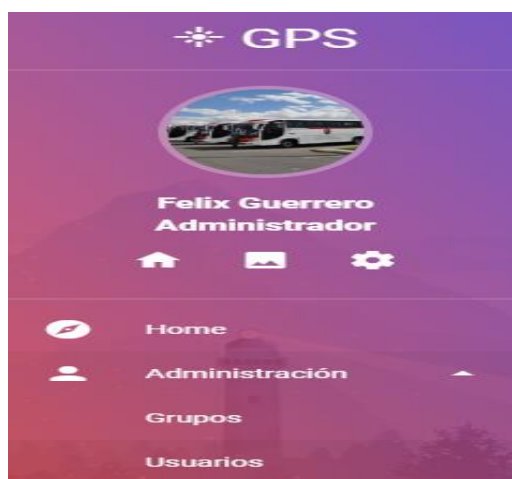 GPS
Felix Guerrero
Administrador
Home
Administración
Grupos
Usuarios